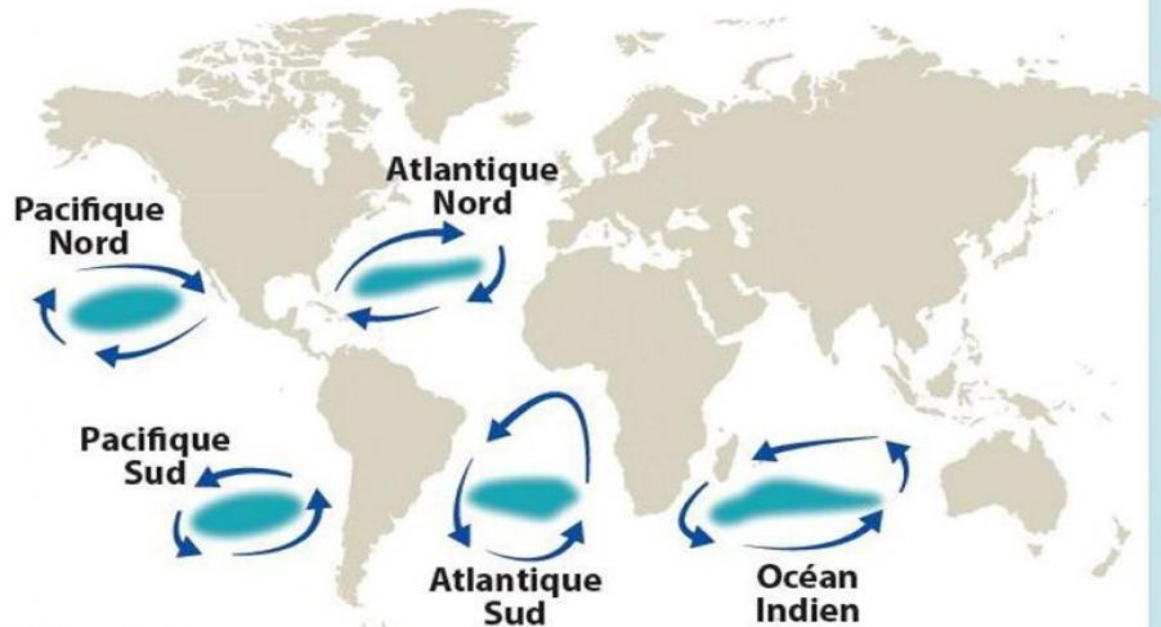 Atlantique
Nord
Pacifique
Nord
Pacifique
Sud
Atlantique
Sud
Océan
Indien